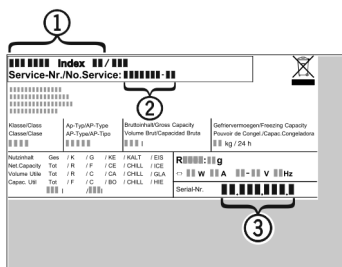 1
Index /
Service-Nr./No.Service: -
2
Klasse/Class
Classe/Clase
Ap-Typ/AP-Type
AP-Type/AP-Tipo
Bruttoinhalt/Gross Capacity
Volume Brut/Capacidad Bruta
l
Gefriervermoegen/Freezing Capacity
Pouvoir de Congel./Capac.Congeladora
kg / 24 h
Nutzinhalt Ges / K / G / KE / KALT / EIS
Net.Capacity Tot / R / F / CE / CHILL / ICE
Volume Utile Tot / R / C / CA / CHILL / GLA
Capac. Util Tot / F / C / BO / CHILL / HIE
l / l
R : g
W A - V Hz
Serial-Nr. . . .
3